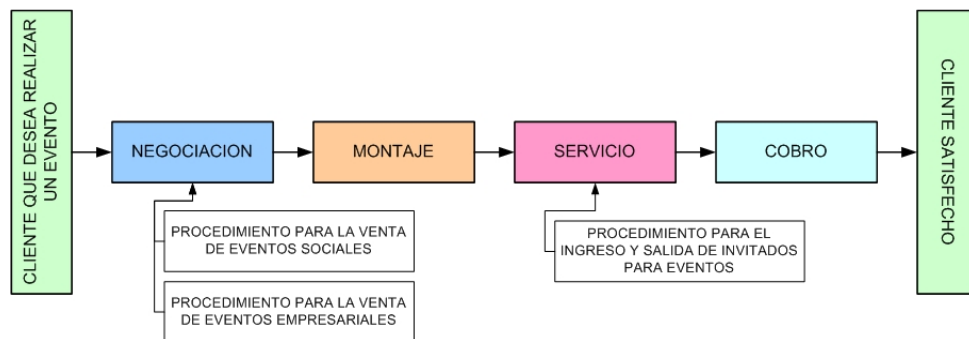 CLIENTE QUE DESEA REALIZAR
UN EVENTO
NEGOCIACION
MONTAJE
SERVICIO
COBRO
CLIENTE SATISFECHO
PROCEDIMIENTO PARA LA VENTA
DE EVENTOS SOCIALES
PROCEDIMIENTO PARA LA VENTA
DE EVENTOS EMPRESARIALES
PROCEDIMIENTO PARA EL
INGRESO Y SALIDA DE INVITADOS
PARA EVENTOS